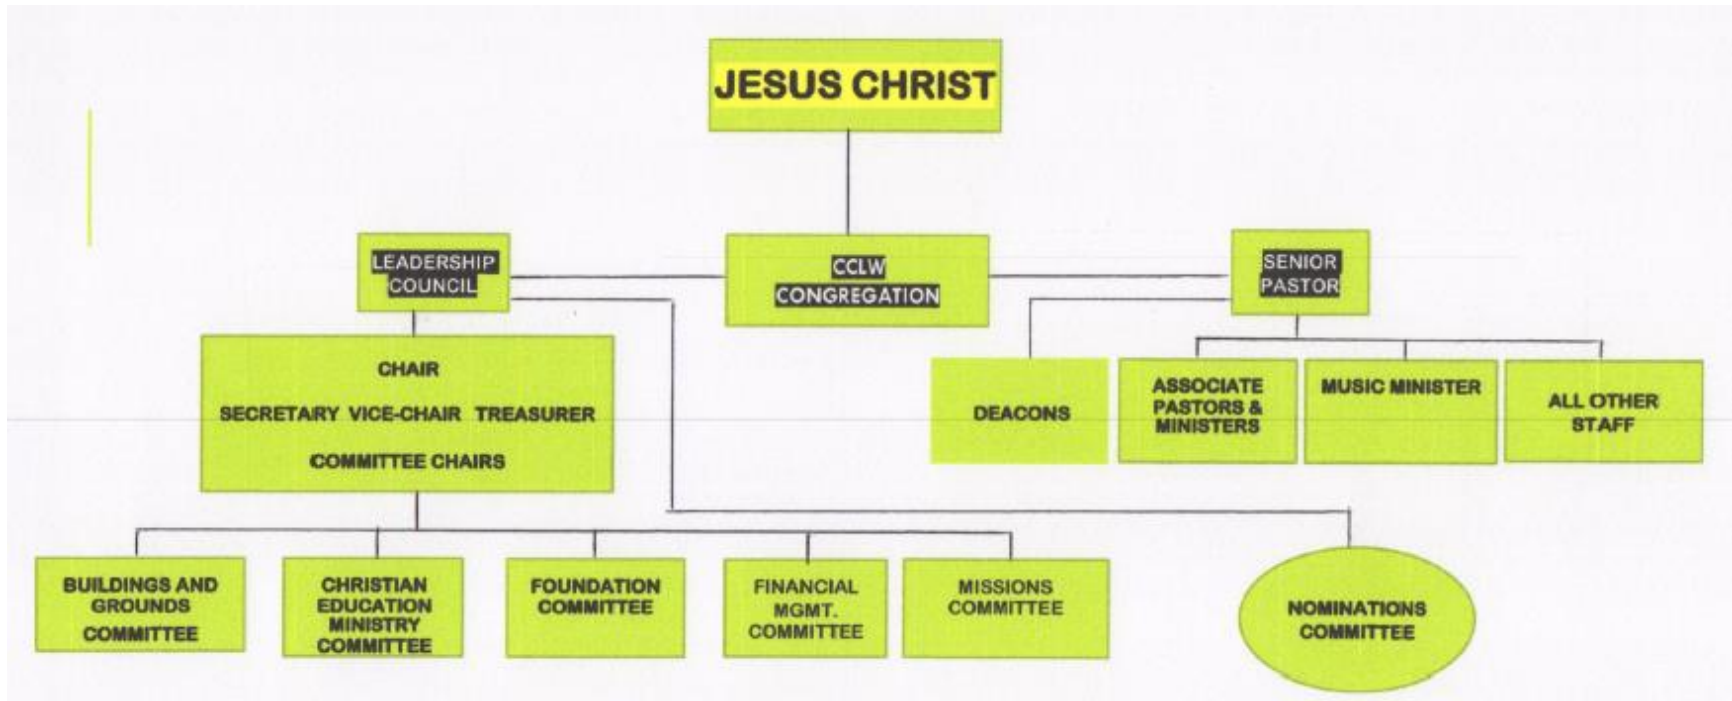 JESUS CHRIST
LEADERSHIP
COUNCIL
CCLW
CONGREGATION
SENIOR
PASTOR
CHAIR
SECRETARY VICE-CHAIR TREASURER
COMMITTEE CHAIRS
DEACONS
ASSOCIATE
PASTORS &
MINISTERS
MUSIC MINISTER
ALL OTHER
STAFF
BUILDINGS AND
GROUNDS
COMMITTEE
CHRISTIAN
EDUCATION
MINISTRY
COMMITTEE
FOUNDATION
COMMITTEE
FINANCIAL
MGMT.
COMMITTEE
MISSIONS
COMMITTEE
NOMINATIONS
COMMITTEE